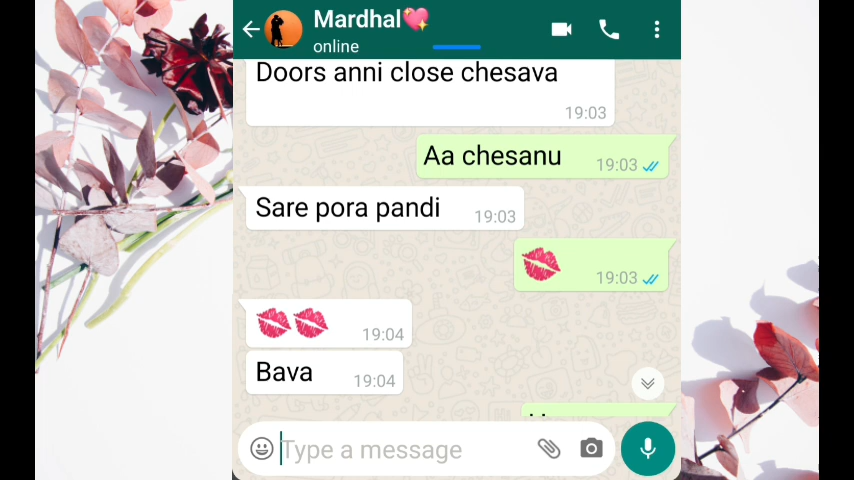 Mardhal💖
online
Doors anni close chesava
19:03
Aa chesanu 19:03
Sare pora pandi 19:03
💋 19:03
💋💋 19:04
Bava 19:04
Type a message